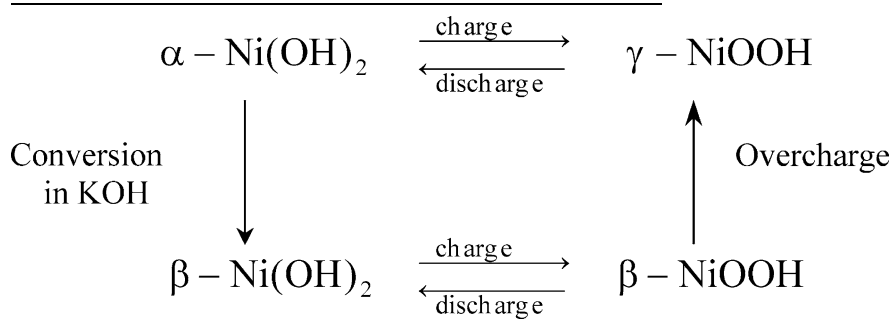 α – Ni(OH)₂ charge discharge γ – NiOOH
Conversion
in KOH
Overcharge
β – Ni(OH)₂ charge discharge β – NiOOH